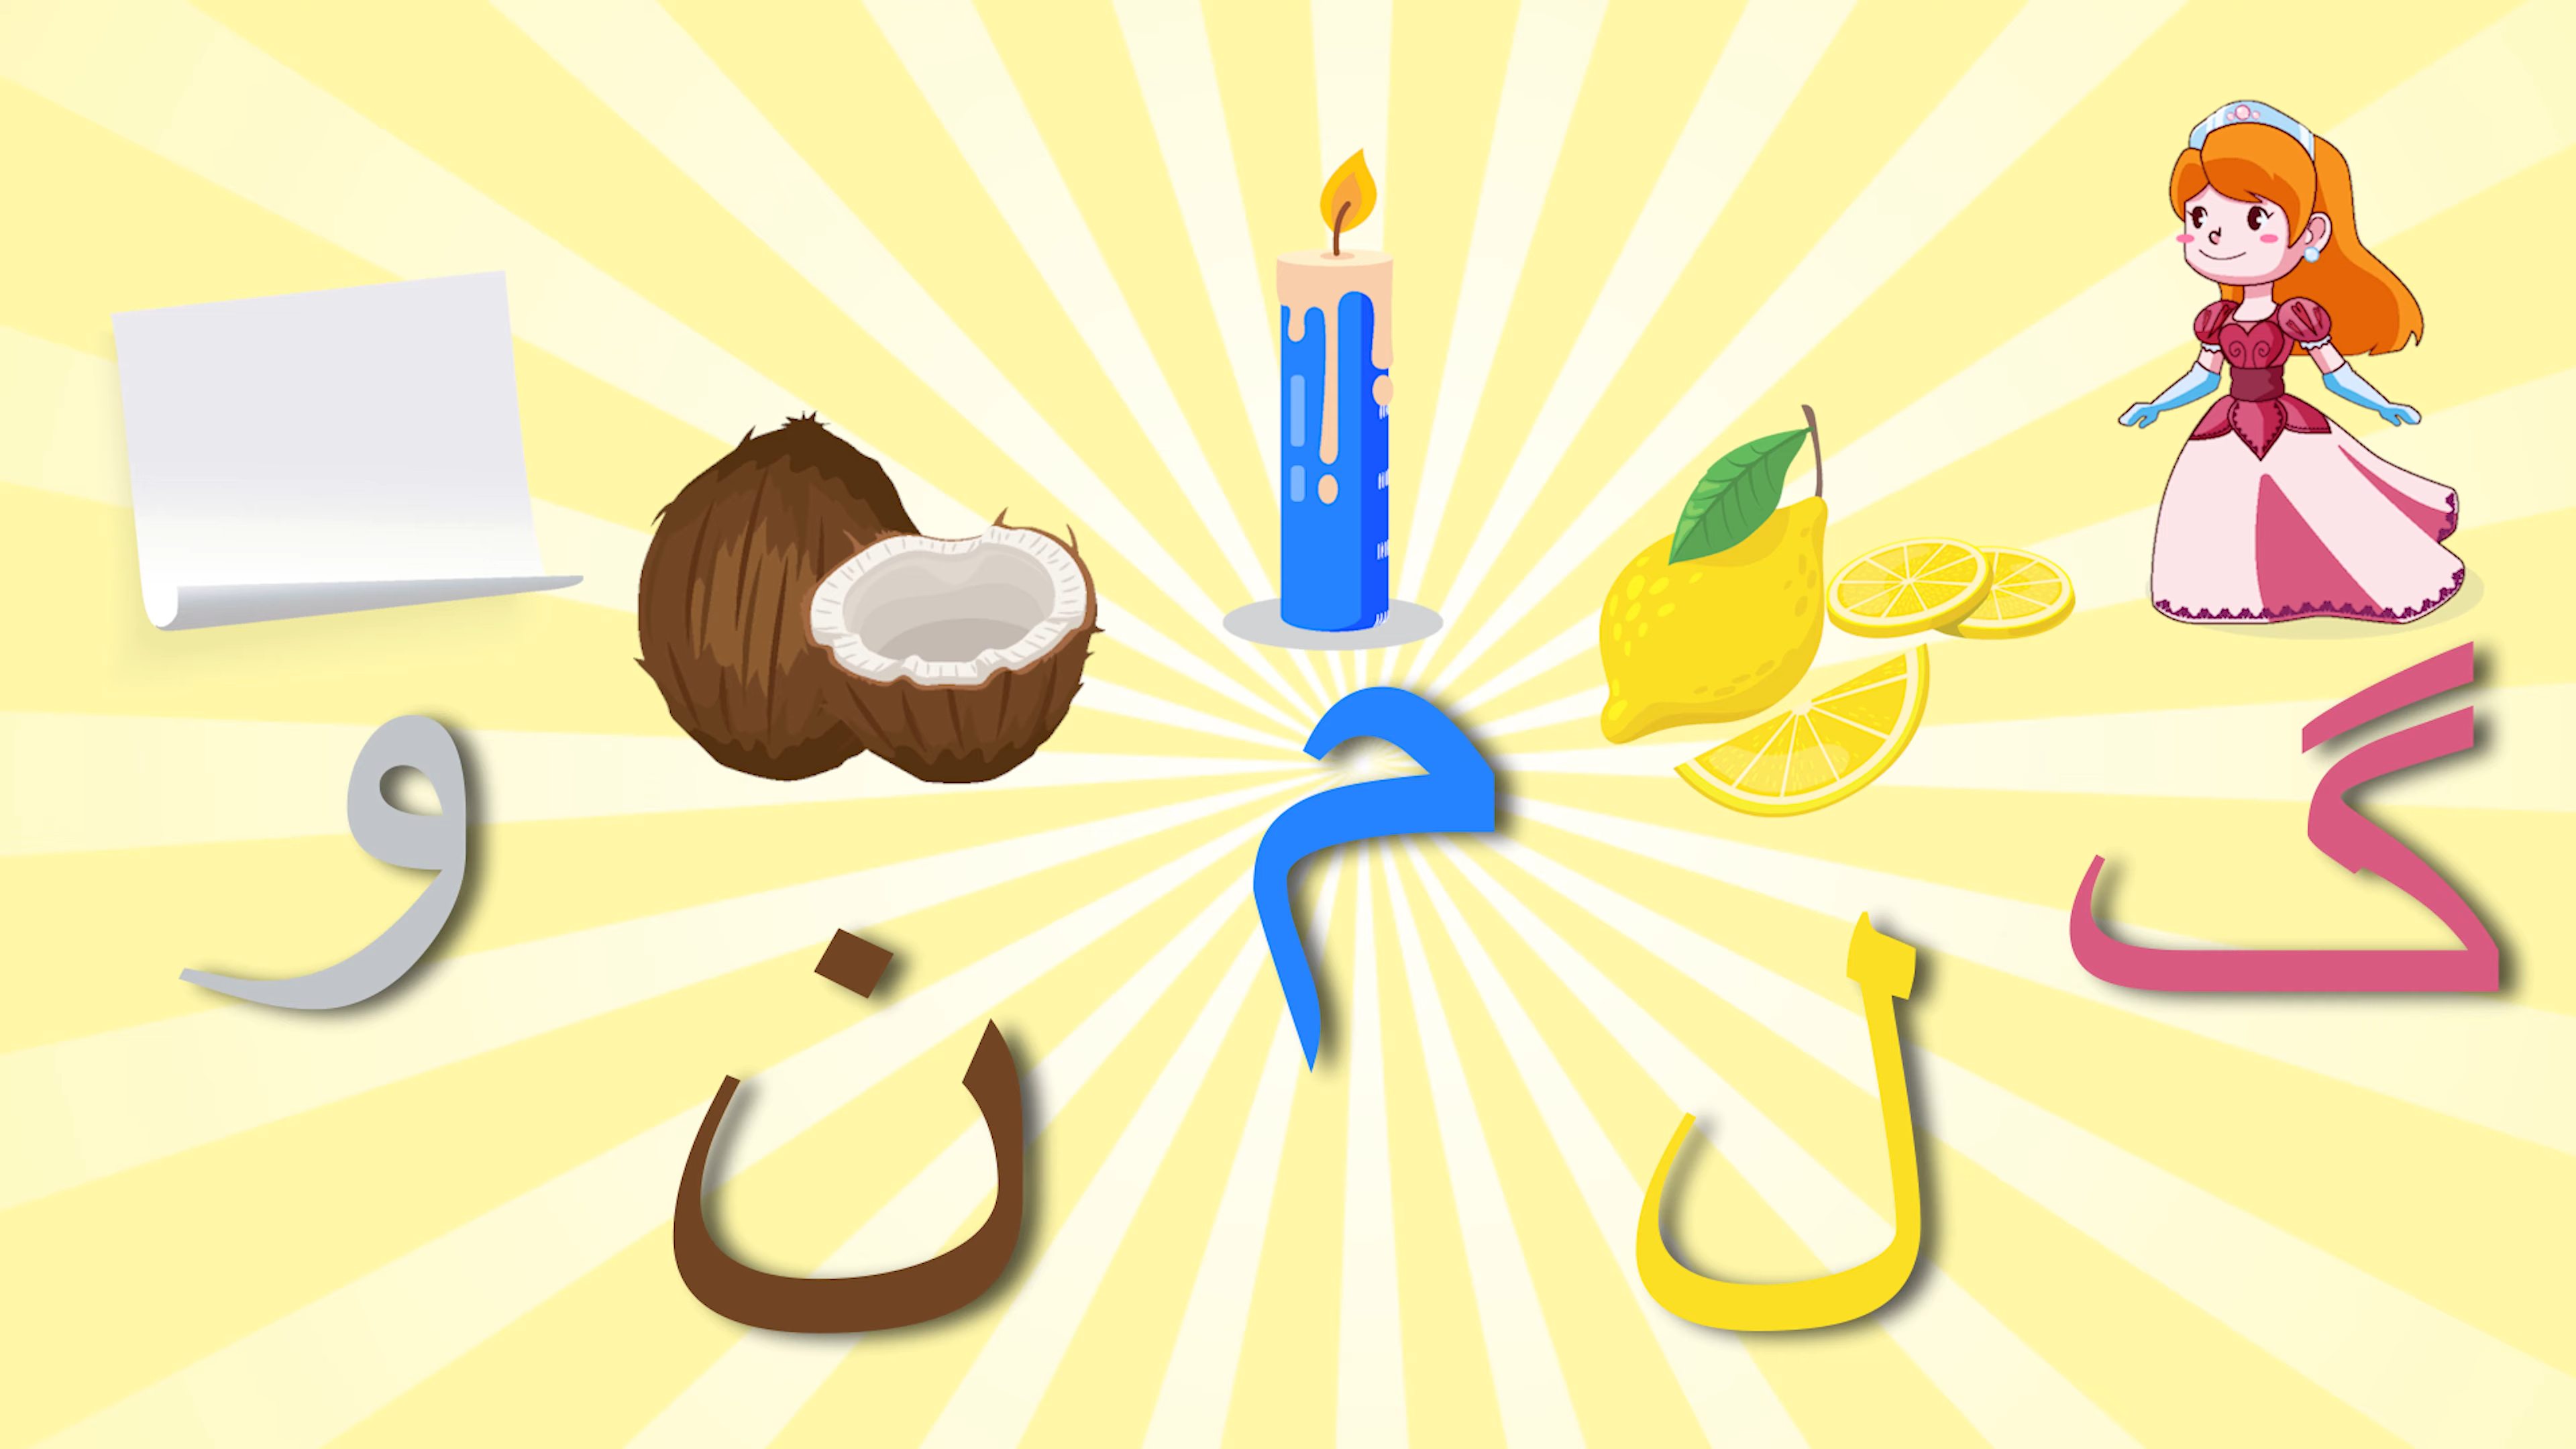 گ ل م ن و